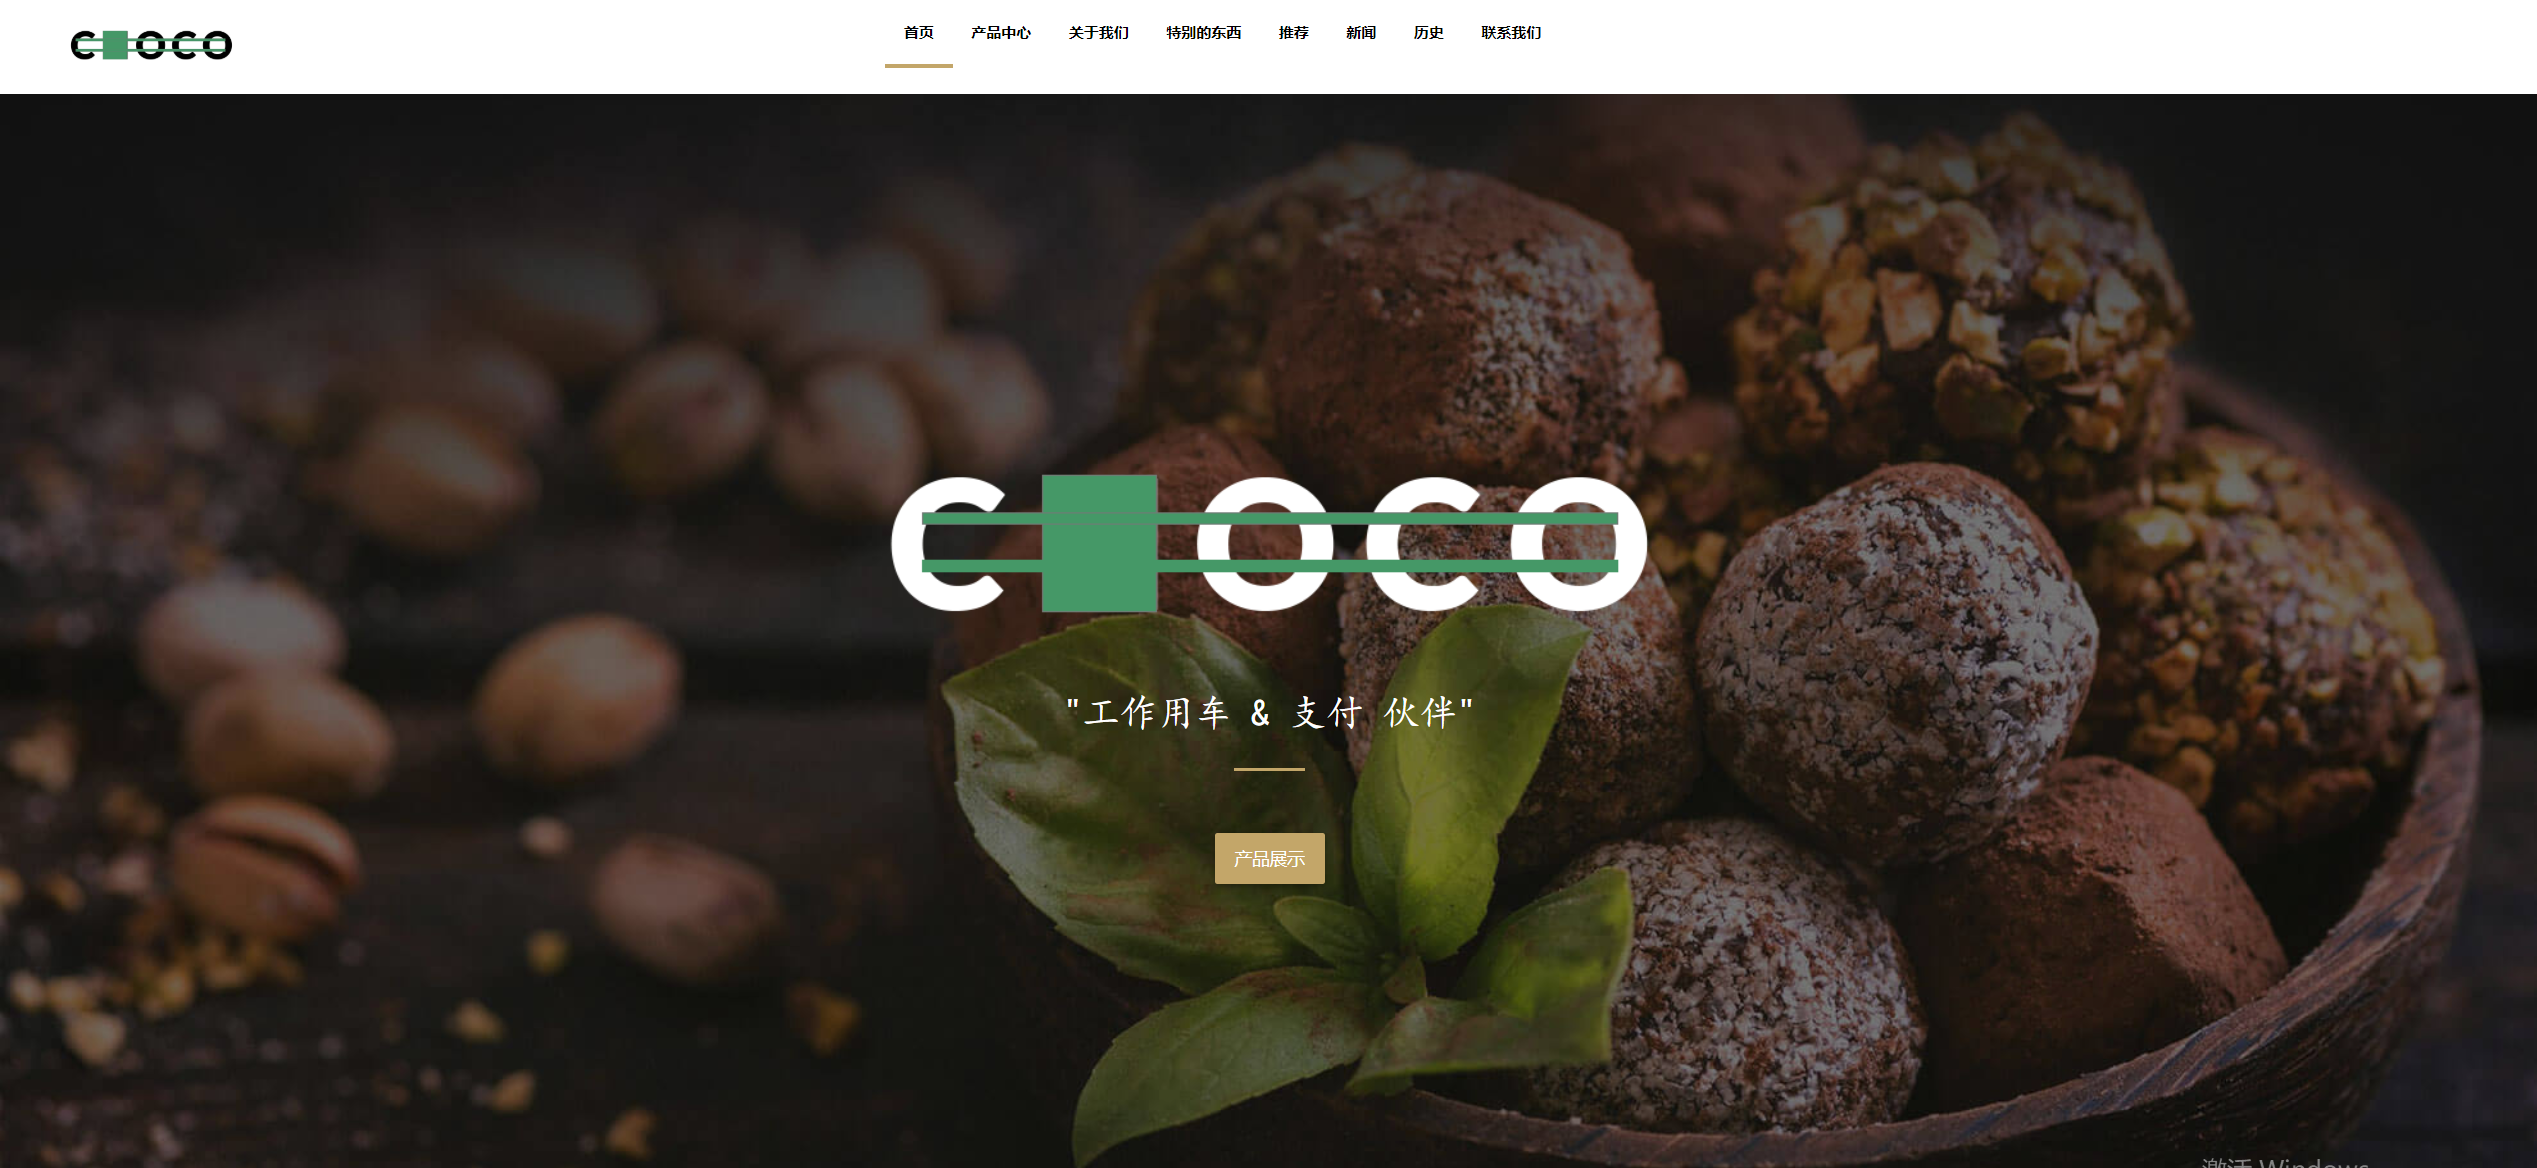 COCO
首页 产品中心 关于我们 特别的东西 推荐 新闻 历史 联系我们
COCO
"工作用车 & 支付 伙伴"
产品展示
激活 Windows